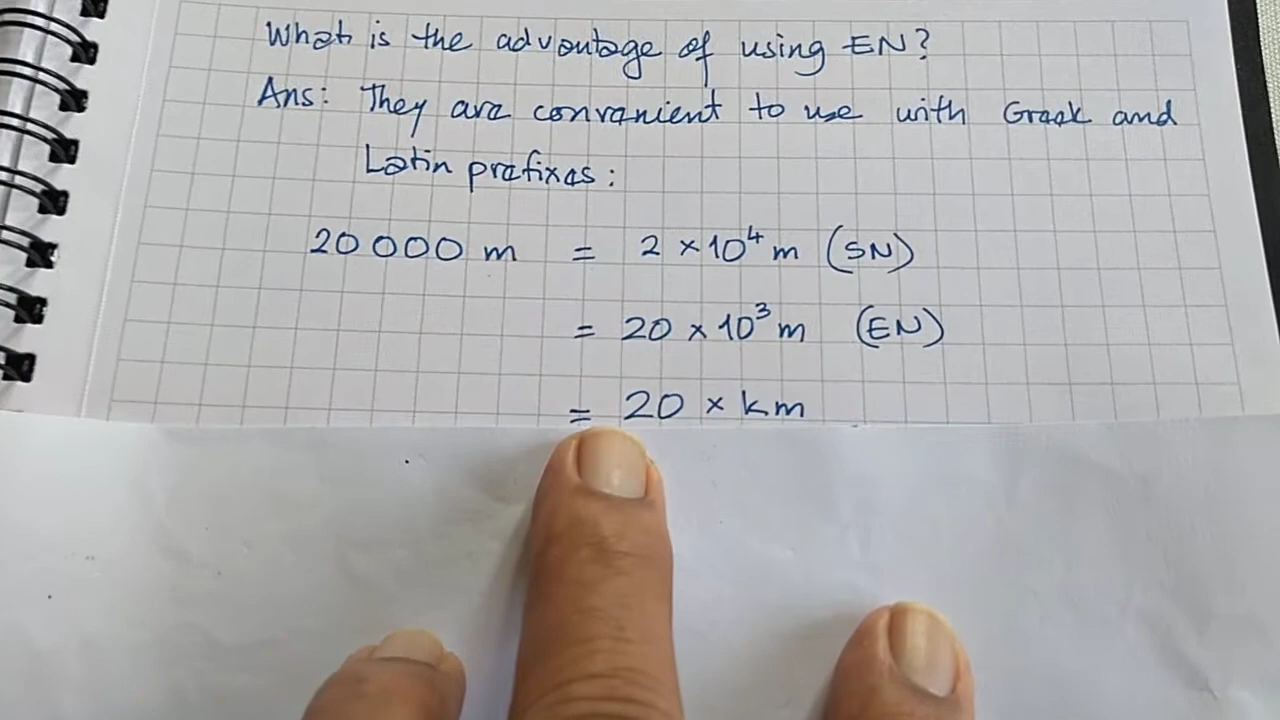 What is the advantage of using EN?
Ans: They are convenient to use with Greek and
Latin prefixes:
20 000 m = 2 × 10⁴ m (SN)
= 20 × 10³ m (EN)
= 20 × km